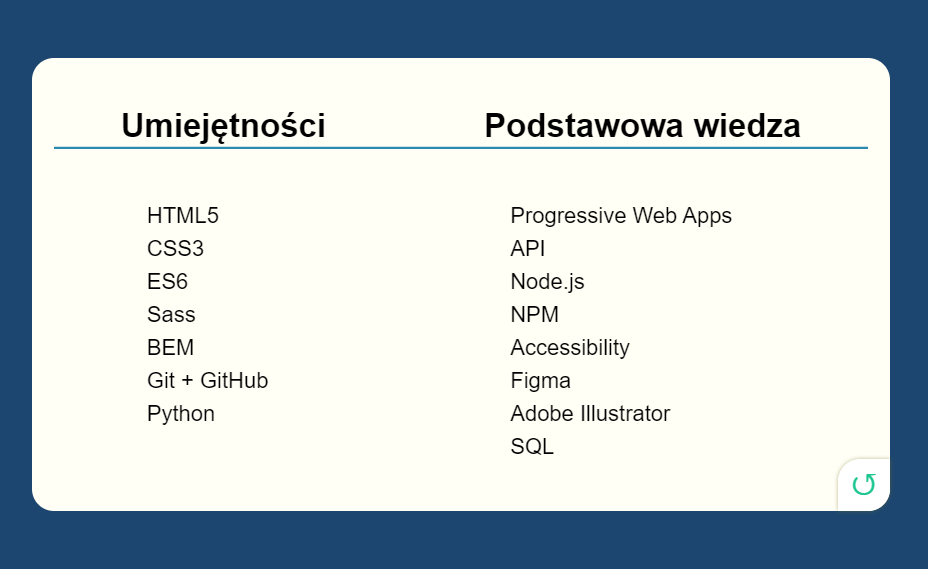 Umiejętności
HTML5
CSS3
ES6
Sass
BEM
Git + GitHub
Python
Podstawowa wiedza
Progressive Web Apps
API
Node.js
NPM
Accessibility
Figma
Adobe Illustrator
SQL